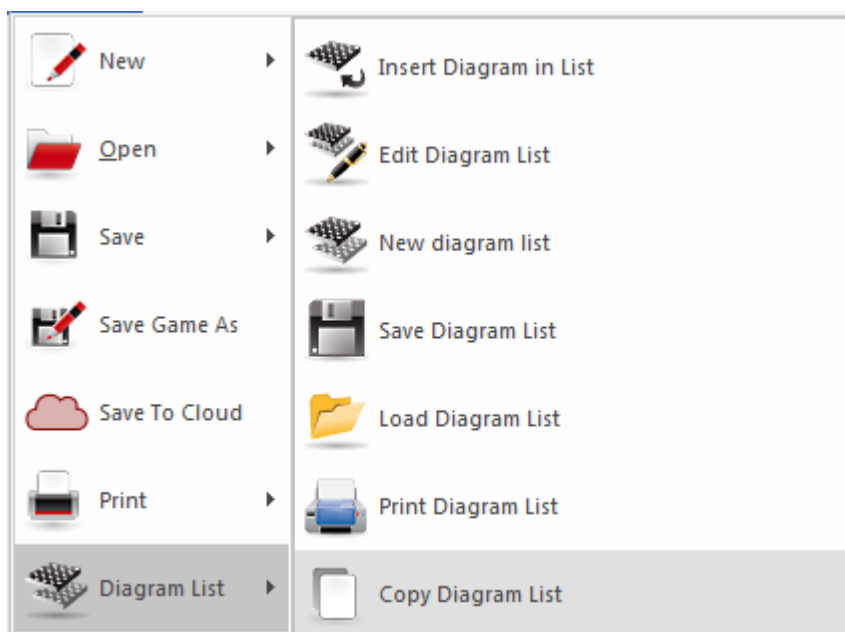 New
Open
Save
Save Game As
Save To Cloud
Print
Diagram List
Insert Diagram in List
Edit Diagram List
New diagram list
Save Diagram List
Load Diagram List
Print Diagram List
Copy Diagram List